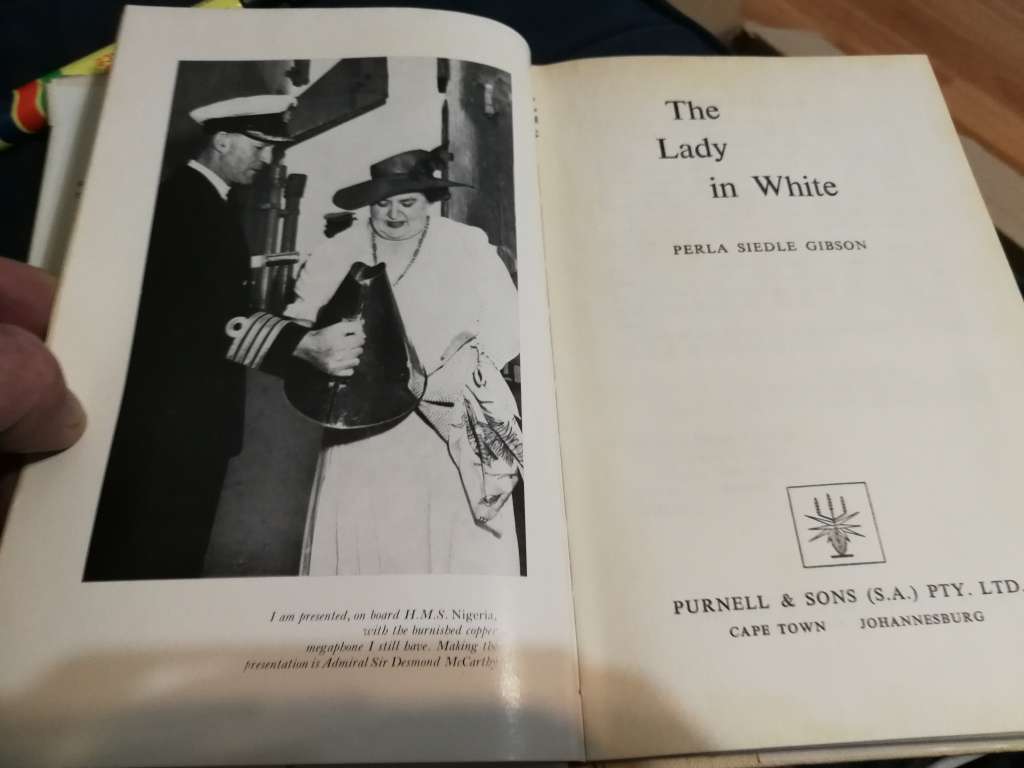 I am presented, on board H.M.S. Nigeria,
with the burnished copper
megaphone I still have. Making the
presentation is Admiral Sir Desmond McCarthy
The
Lady
in White
PERLA SIEDLE GIBSON
PURNELL & SONS (S.A.) PTY. LTD.
CAPE TOWN JOHANNESBURG